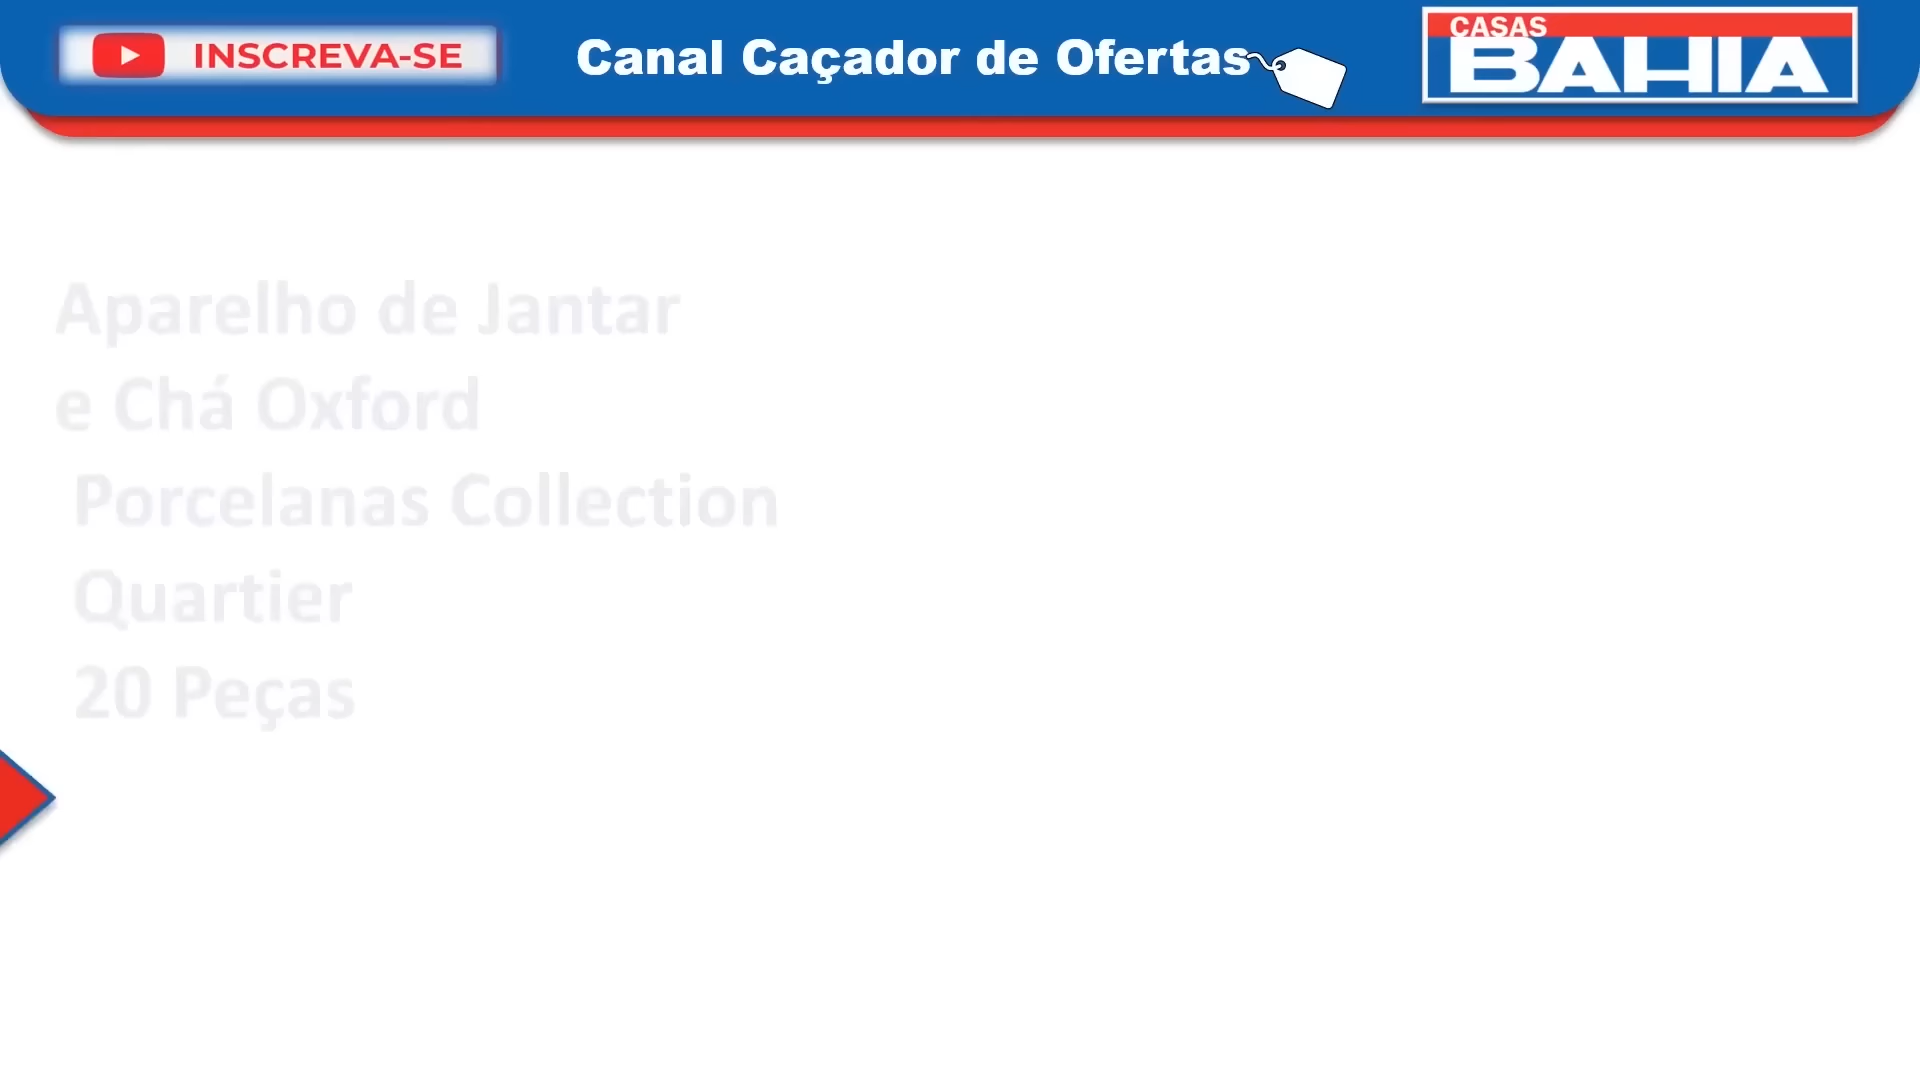 INSCREVA-SE
Canal Caçador de Ofertas
CASAS
BAHIA
Aparelho de Jantar
e Chá Oxford
Porcelanas Collection
Quartier
20 Peças